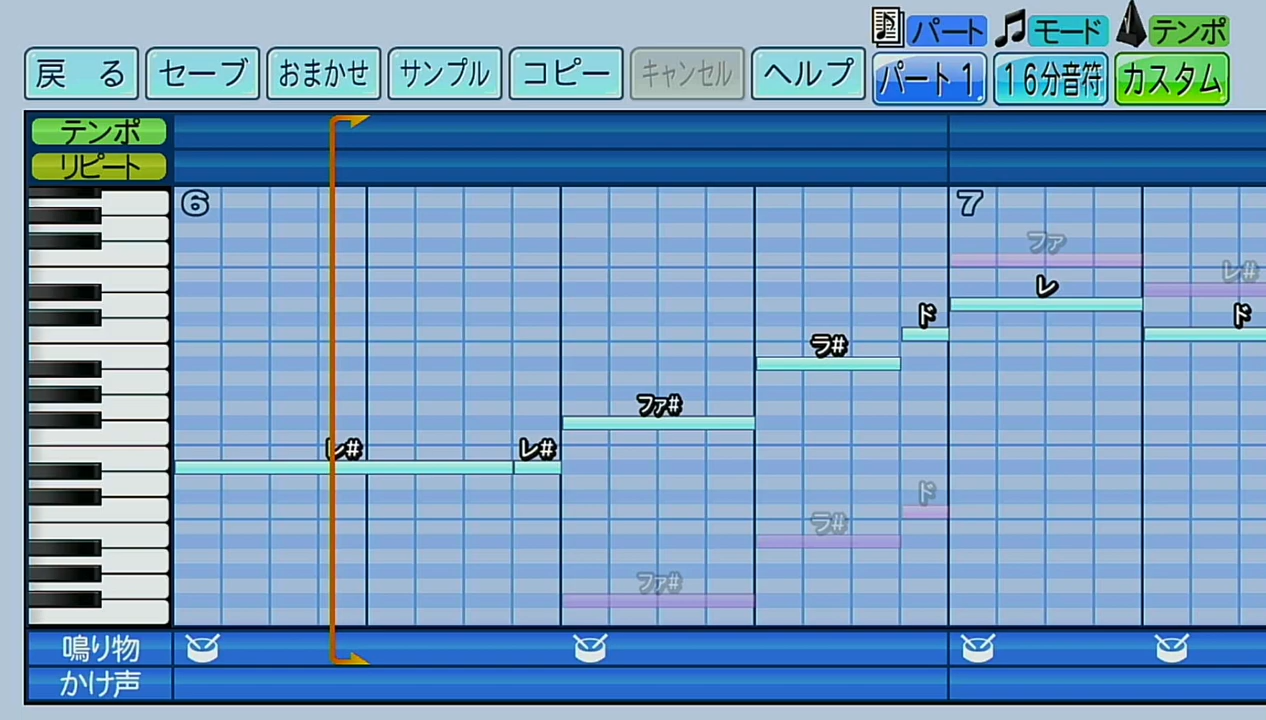 パート モード テンポ
戻る セーブ おまかせ サンプル コピー キャンセル ヘルプ パート1 16分音符 カスタム
テンポ
リピート
6 7
ファ
レ#
レ
ド ド
ラ#
ファ#
レ# レ#
ド
ラ#
ファ#
鳴り物
かけ声